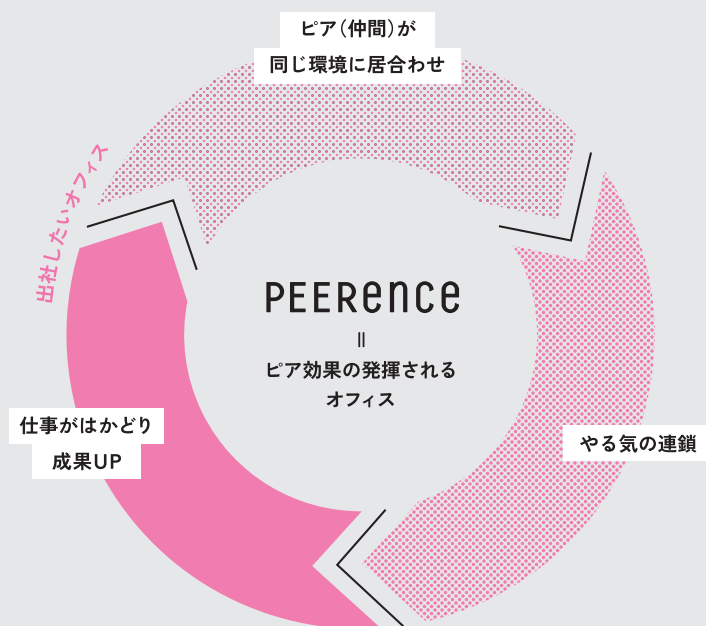 ピア（仲間）が
同じ環境に居合わせ
出社したいオフィス
PEERence
=
ピア効果の発揮される
オフィス
仕事がはかどり
成果UP
やる気の連鎖